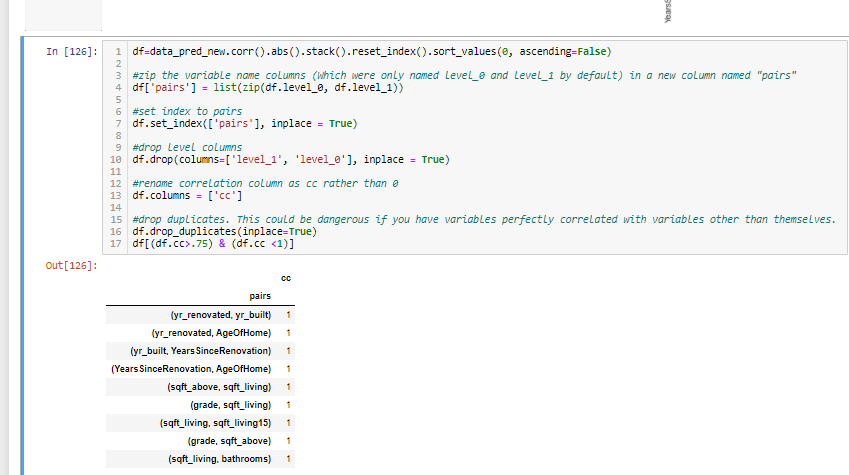 YearsS
In [126]:
1 df=data_pred_new.corr().abs().stack().reset_index().sort_values(0, ascending=False)
2
3 #zip the variable name columns (Which were only named level_0 and level_1 by default) in a new column named "pairs"
4 df['pairs'] = list(zip(df.level_0, df.level_1))
5
6 #set index to pairs
7 df.set_index(['pairs'], inplace = True)
8
9 #drop level columns
10 df.drop(columns=['level_1', 'level_0'], inplace = True)
11
12 #rename correlation column as cc rather than 0
13 df.columns = ['cc']
14
15 #drop duplicates. This could be dangerous if you have variables perfectly correlated with variables other than themselves.
16 df.drop_duplicates(inplace=True)
17 df[(df.cc>.75) & (df.cc <1)]
Out[126]:
cc
pairs
(yr_renovated, yr_built) 1
(yr_renovated, AgeOfHome) 1
(yr_built, YearsSinceRenovation) 1
(YearsSinceRenovation, AgeOfHome) 1
(sqft_above, sqft_living) 1
(grade, sqft_living) 1
(sqft_living, sqft_living15) 1
(grade, sqft_above) 1
(sqft_living, bathrooms) 1